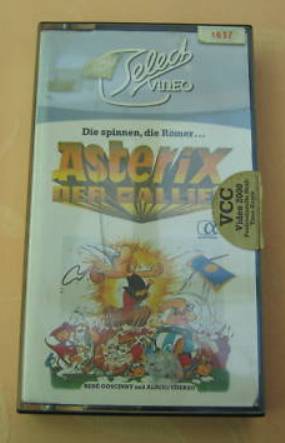 1637
Select
VIDEO
Die spinnen, die Römer...
Asterix
DER GALLIER
VCC
Video 2000
RENÉ GOSCINNY und ALBERT UDERZO